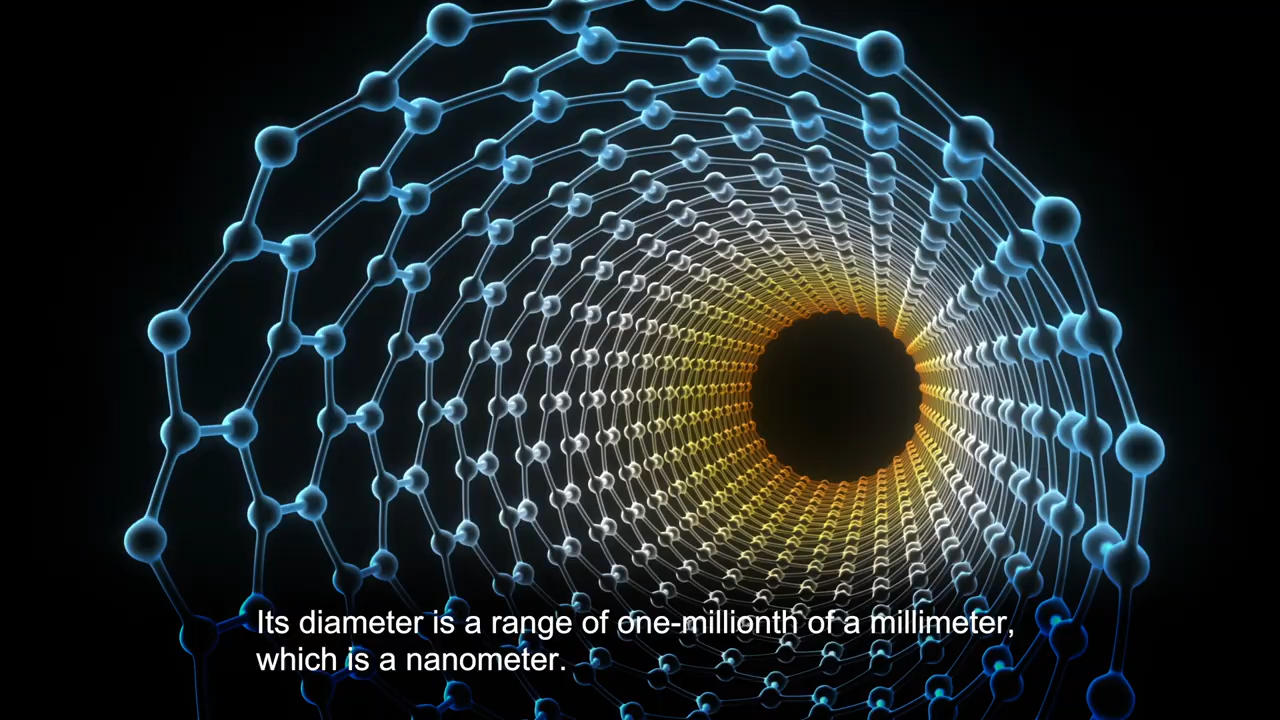 Its diameter is a range of one-millionth of a millimeter,
which is a nanometer.